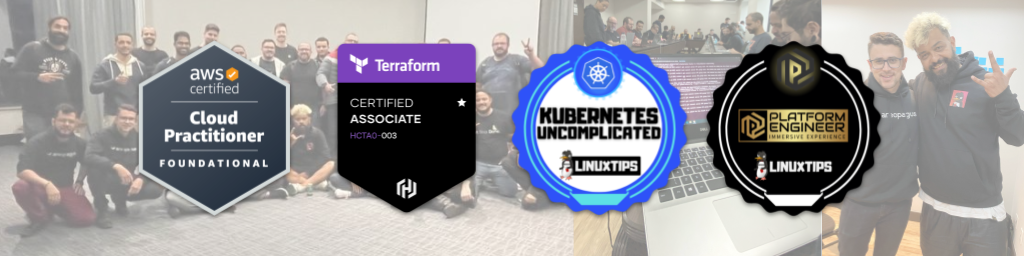 aws
certified
Cloud
Practitioner
FOUNDATIONAL
Terraform
CERTIFIED
ASSOCIATE
HCTA0-003
KUBERNETES
UNCOMPLICATED
LINUXTIPS
PLATFORM
ENGINEER
IMMERSIVE EXPERIENCE
LINUXTIPS